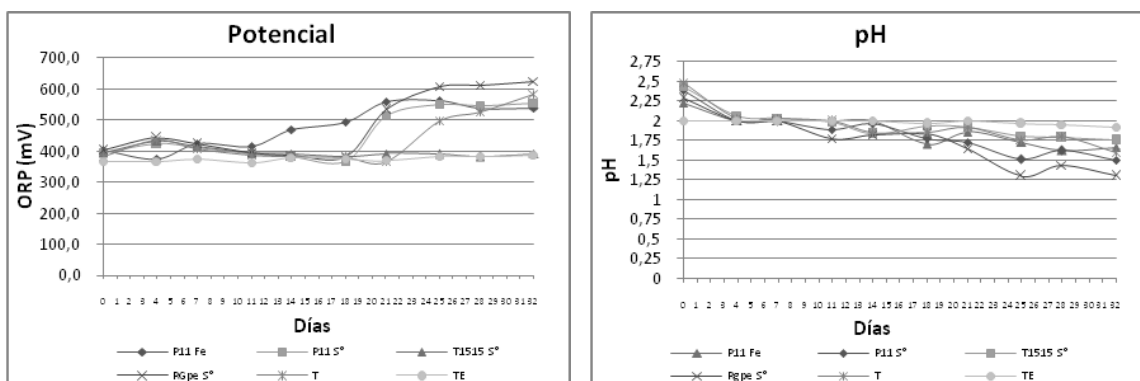 Potencial
700,0
600,0
500,0
400,0
300,0
200,0
100,0
0,0
ORP (mV)
0 1 2 3 4 5 6 7 8 9 10 11 12 13 14 15 16 17 18 19 20 21 22 23 24 25 26 27 28 29 30 31 32
Días
P11 Fe P11 S° T1515 S°
RGpe S° T TE
pH
2,75
2,5
2,25
2
1,75
1,5
1,25
1
0,75
0,5
0,25
0
pH
0 1 2 3 4 5 6 7 8 9 10 11 12 13 14 15 16 17 18 19 20 21 22 23 24 25 26 27 28 29 30 31 32
Días
P11 Fe P11 S° T1515 S°
Rgpe S° T TE